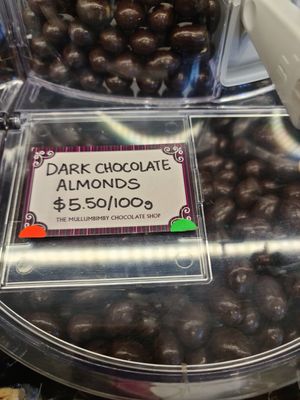 DARK CHOCOLATE
ALMONDS
$5.50/100g
THE MULLUMBIMBY CHOCOLATE SHOP